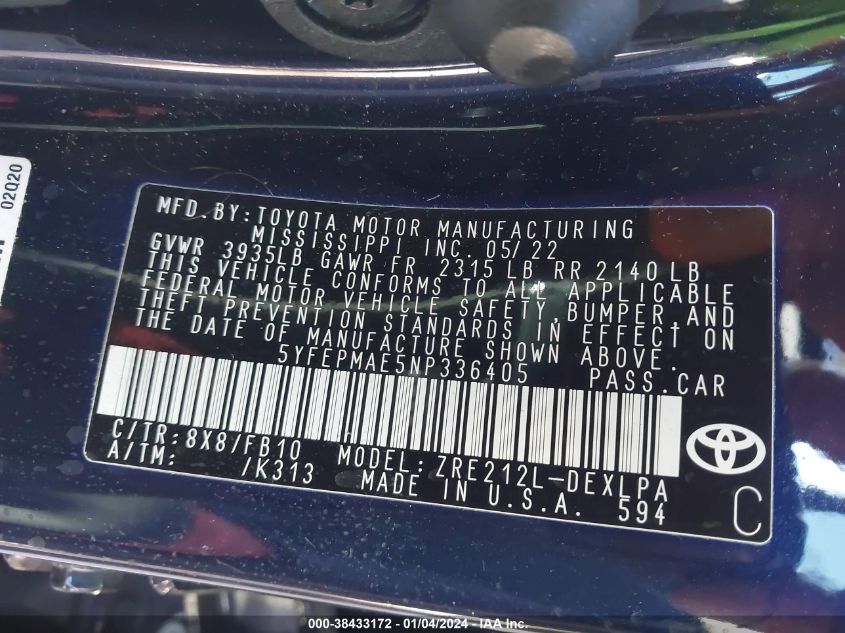 02Q20
MFD BY: TOYOTA MOTOR MANUFACTURING
MISSISSIPPI INC. 05/22
GVWR 3935LB GAWR FR 2315 LB RR 2140 LB
THIS VEHICLE CONFORMS TO ALL APPLICABLE
FEDERAL MOTOR VEHICLE SAFETY, BUMPER AND
THEFT PREVENTION STANDARDS IN EFFECT ON
THE DATE OF MANUFACTURE SHOWN ABOVE.
5YFEPMAE5NP336405 PASS.CAR
C/TR: 8X8/FB10 MODEL: ZRE212L-DEXLPA
A/TM: /K313 MADE IN U.S.A. 594
C
000-38433172 - 01/04/2024 - IAA Inc.